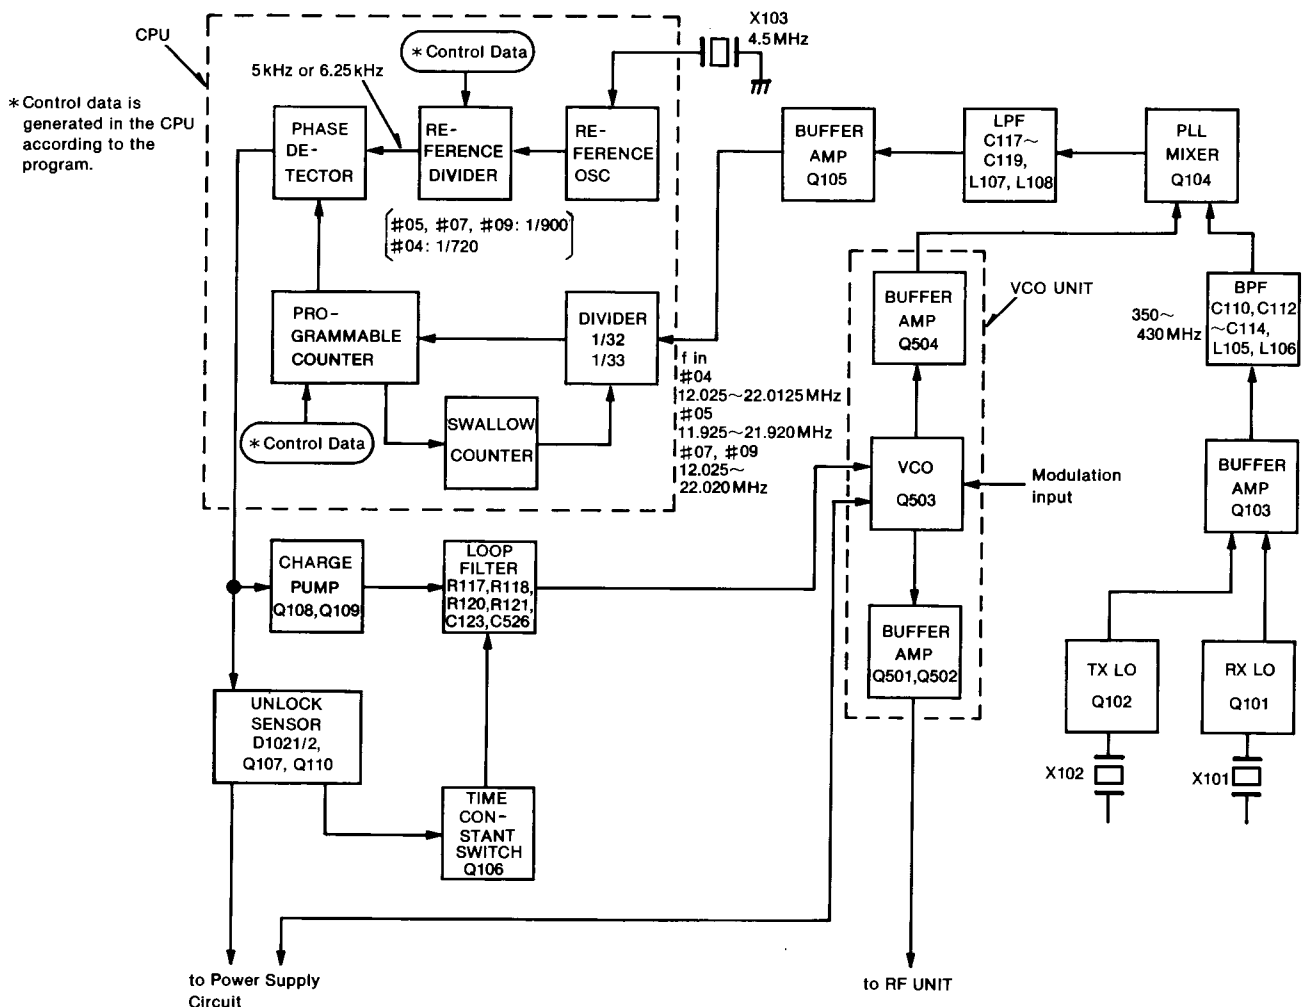 CPU
* Control data is
generated in the CPU
according to the
program.
5kHz or 6.25kHz
* Control Data
X103
4.5MHz
PHASE
DE-
TECTOR
RE-
FERENCE
DIVIDER
RE-
FERENCE
OSC
#05, #07, #09: 1/900
#04: 1/720
BUFFER
AMP
Q105
LPF
C117~
C119,
L107, L108
PLL
MIXER
Q104
PRO-
GRAMMABLE
COUNTER
DIVIDER
1/32
1/33
* Control Data
SWALLOW
COUNTER
f in
#04
12.025~22.0125MHz
#05
11.925~21.920MHz
#07, #09
12.025~
22.020MHz
BUFFER
AMP
Q504
VCO UNIT
350~
430MHz
BPF
C110, C112
~C114,
L105, L106
VCO
Q503
Modulation
input
BUFFER
AMP
Q103
CHARGE
PUMP
Q108,Q109
LOOP
FILTER
R117,R118,
R120,R121,
C123,C526
BUFFER
AMP
Q501,Q502
TX LO
Q102
RX LO
Q101
UNLOCK
SENSOR
D1021/2,
Q107, Q110
TIME
CON-
STANT
SWITCH
Q106
X102
X101
to Power Supply
Circuit
to RF UNIT